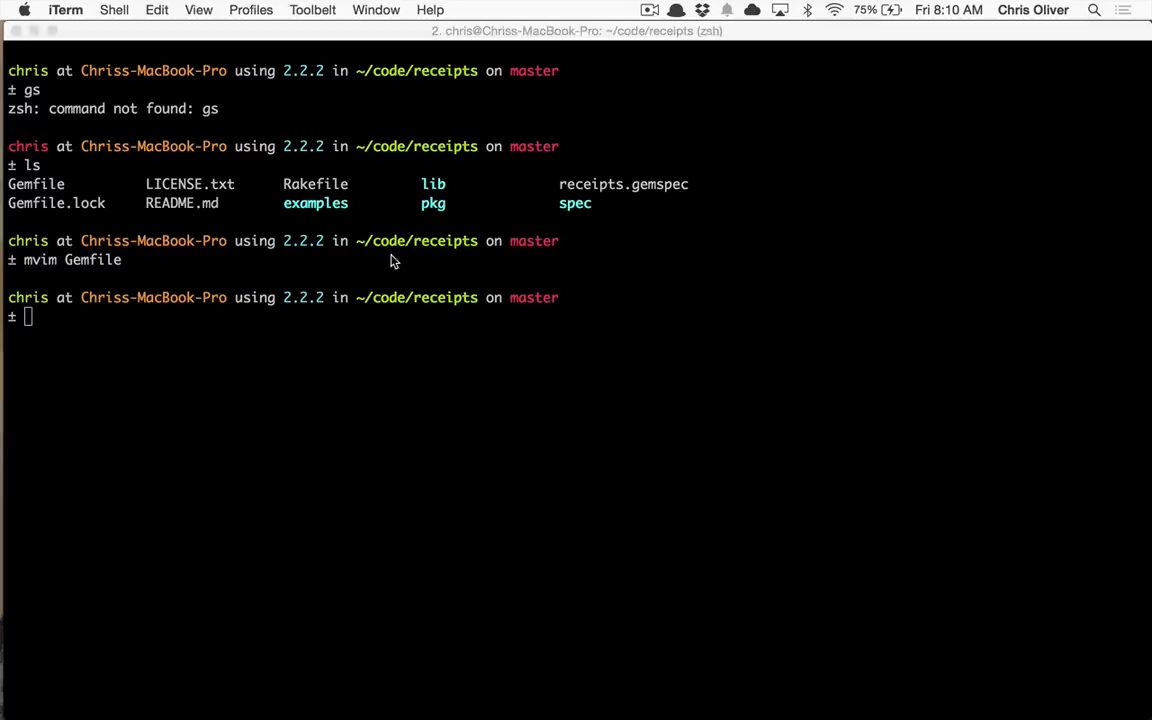 iTerm Shell Edit View Profiles Toolbelt Window Help 75% Fri 8:10 AM Chris Oliver
2. chris@Chriss-MacBook-Pro: ~/code/receipts (zsh)
chris at Chriss-MacBook-Pro using 2.2.2 in ~/code/receipts on master
± gs
zsh: command not found: gs
chris at Chriss-MacBook-Pro using 2.2.2 in ~/code/receipts on master
± ls
Gemfile LICENSE.txt Rakefile lib receipts.gemspec
Gemfile.lock README.md examples pkg spec
chris at Chriss-MacBook-Pro using 2.2.2 in ~/code/receipts on master
± mvim Gemfile
chris at Chriss-MacBook-Pro using 2.2.2 in ~/code/receipts on master
±